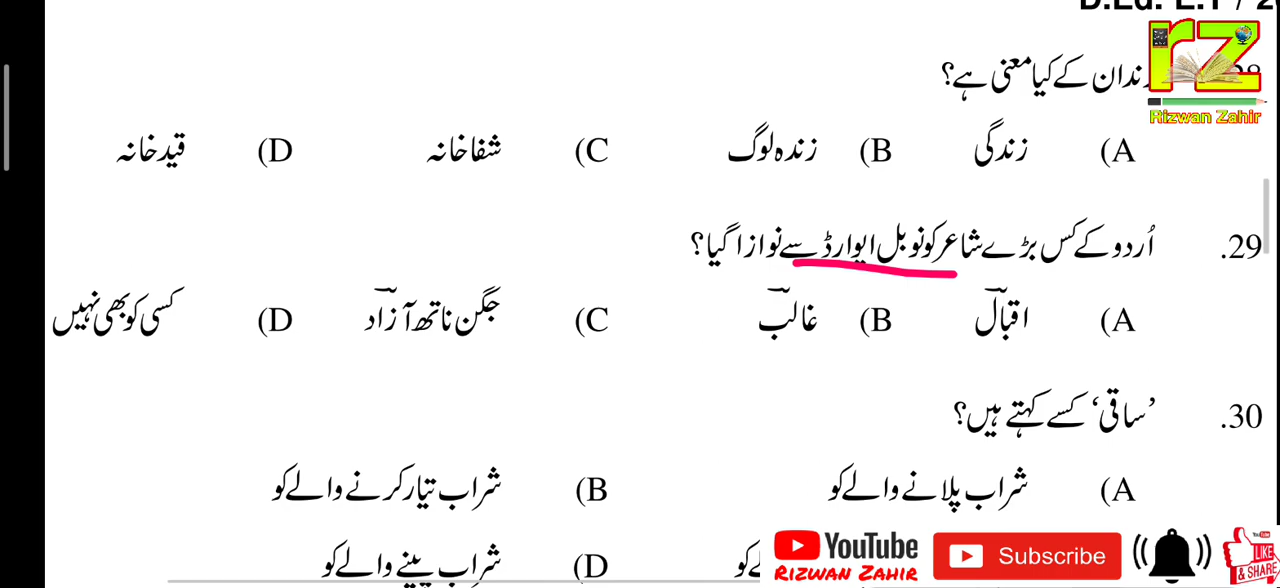 D.Ed. E.T / 2
زندان کے کیا معنی ہے؟
rz
Rizwan Zahir
A) زندگی B) زندہ لوگ C) شفاخانہ D) قیدخانہ
29. اُردو کے کس بڑے شاعر کو نوبل ایوارڈ سے نوازا گیا؟
A) اقبالؔ B) غالبؔ C) جگن ناتھ آزادؔ D) کسی کو بھی نہیں
30. ’ساقی‘ کسے کہتے ہیں؟
A) شراب پلانے والے کو B) شراب تیار کرنے والے کو
کو D) شراب پینے والے کو
YouTube
RIZWAN ZAHIR
Subscribe
LIKE
& SHARE